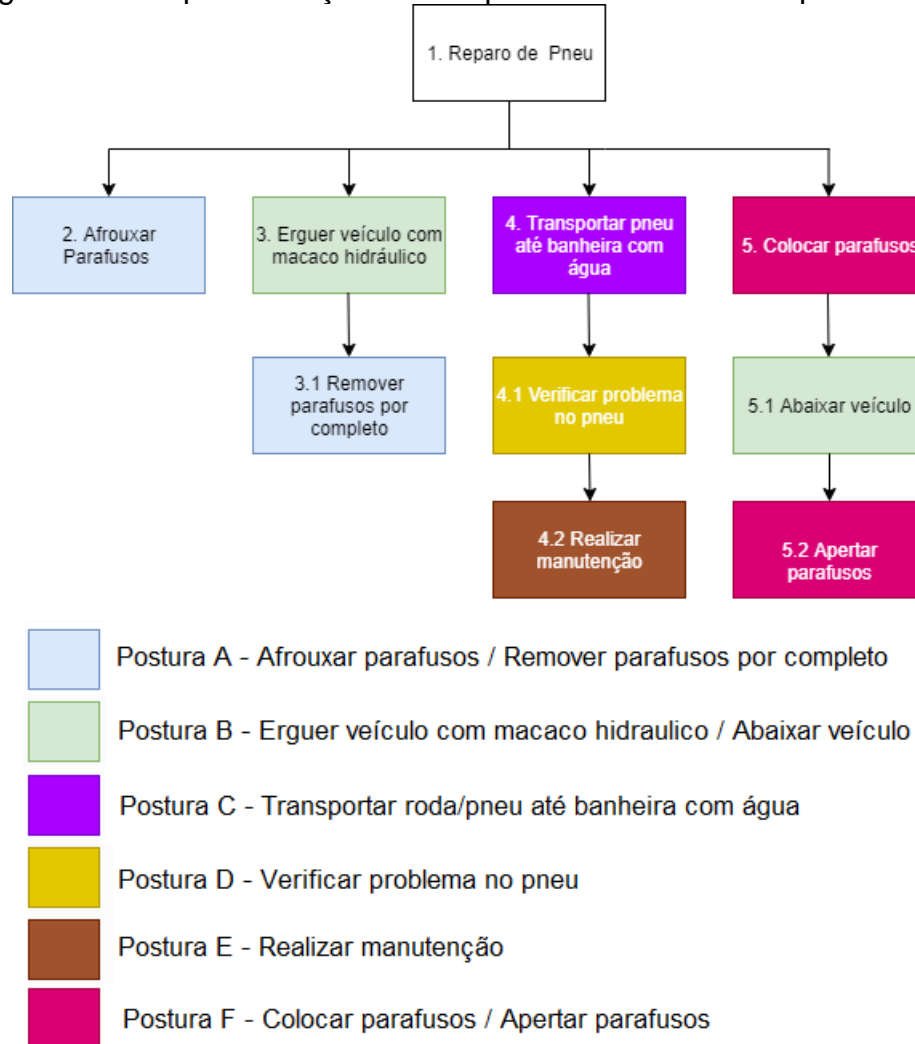 1. Reparo de Pneu
2. Afrouxar
Parafusos
3. Erguer veículo com
macaco hidráulico
4. Transportar pneu
até banheira com
água
5. Colocar parafusos
3.1 Remover
parafusos por
completo
4.1 Verificar problema
no pneu
5.1 Abaixar veículo
4.2 Realizar
manutenção
5.2 Apertar
parafusos
Postura A - Afrouxar parafusos / Remover parafusos por completo
Postura B - Erguer veículo com macaco hidraulico / Abaixar veículo
Postura C - Transportar roda/pneu até banheira com água
Postura D - Verificar problema no pneu
Postura E - Realizar manutenção
Postura F - Colocar parafusos / Apertar parafusos